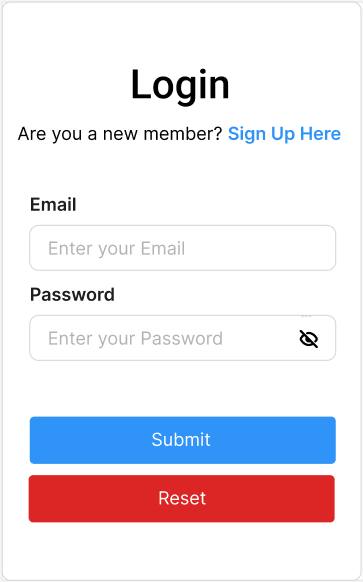 Login
Are you a new member? Sign Up Here
Email
Enter your Email
Password
Enter your Password
Submit
Reset